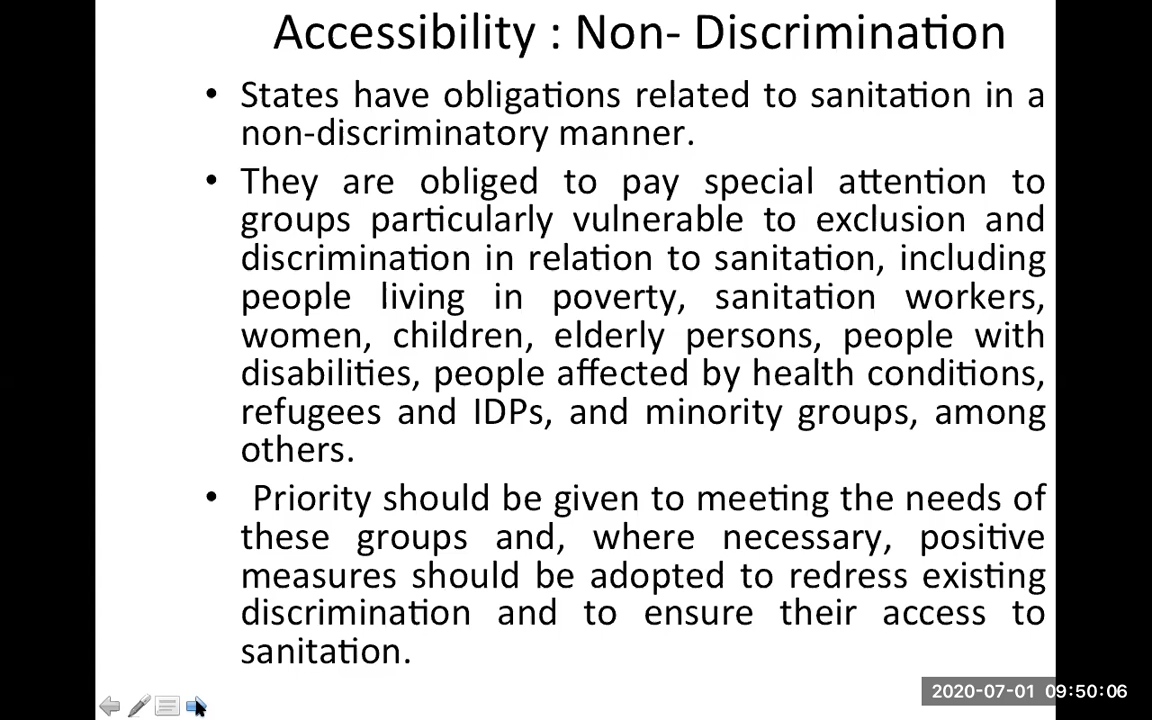 Accessibility : Non- Discrimination
• States have obligations related to sanitation in a
non-discriminatory manner.
• They are obliged to pay special attention to
groups particularly vulnerable to exclusion and
discrimination in relation to sanitation, including
people living in poverty, sanitation workers,
women, children, elderly persons, people with
disabilities, people affected by health conditions,
refugees and IDPs, and minority groups, among
others.
• Priority should be given to meeting the needs of
these groups and, where necessary, positive
measures should be adopted to redress existing
discrimination and to ensure their access to
sanitation.
2020-07-01 09:50:06